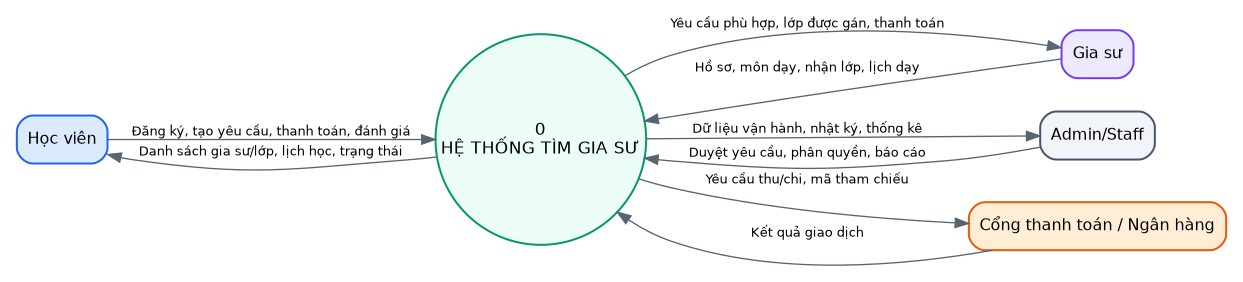 Yêu cầu phù hợp, lớp được gán, thanh toán
Gia sư
Hồ sơ, môn dạy, nhận lớp, lịch dạy
Học viên
Đăng ký, tạo yêu cầu, thanh toán, đánh giá
Danh sách gia sư/lớp, lịch học, trạng thái
0
HỆ THỐNG TÌM GIA SƯ
Dữ liệu vận hành, nhật ký, thống kê
Admin/Staff
Duyệt yêu cầu, phân quyền, báo cáo
Yêu cầu thu/chi, mã tham chiếu
Cổng thanh toán / Ngân hàng
Kết quả giao dịch